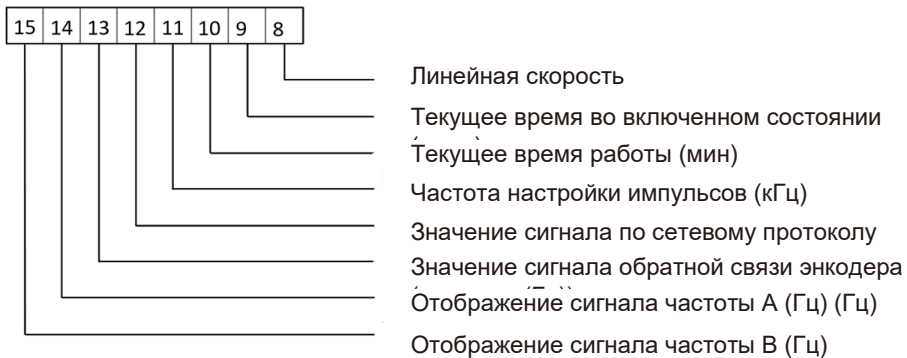 15 14 13 12 11 10 9 8
Линейная скорость
Текущее время во включенном состоянии
Текущее время работы (мин)
Частота настройки импульсов (кГц)
Значение сигнала по сетевому протоколу
Значение сигнала обратной связи энкодера
Отображение сигнала частоты A (Гц) (Гц)
Отображение сигнала частоты B (Гц)